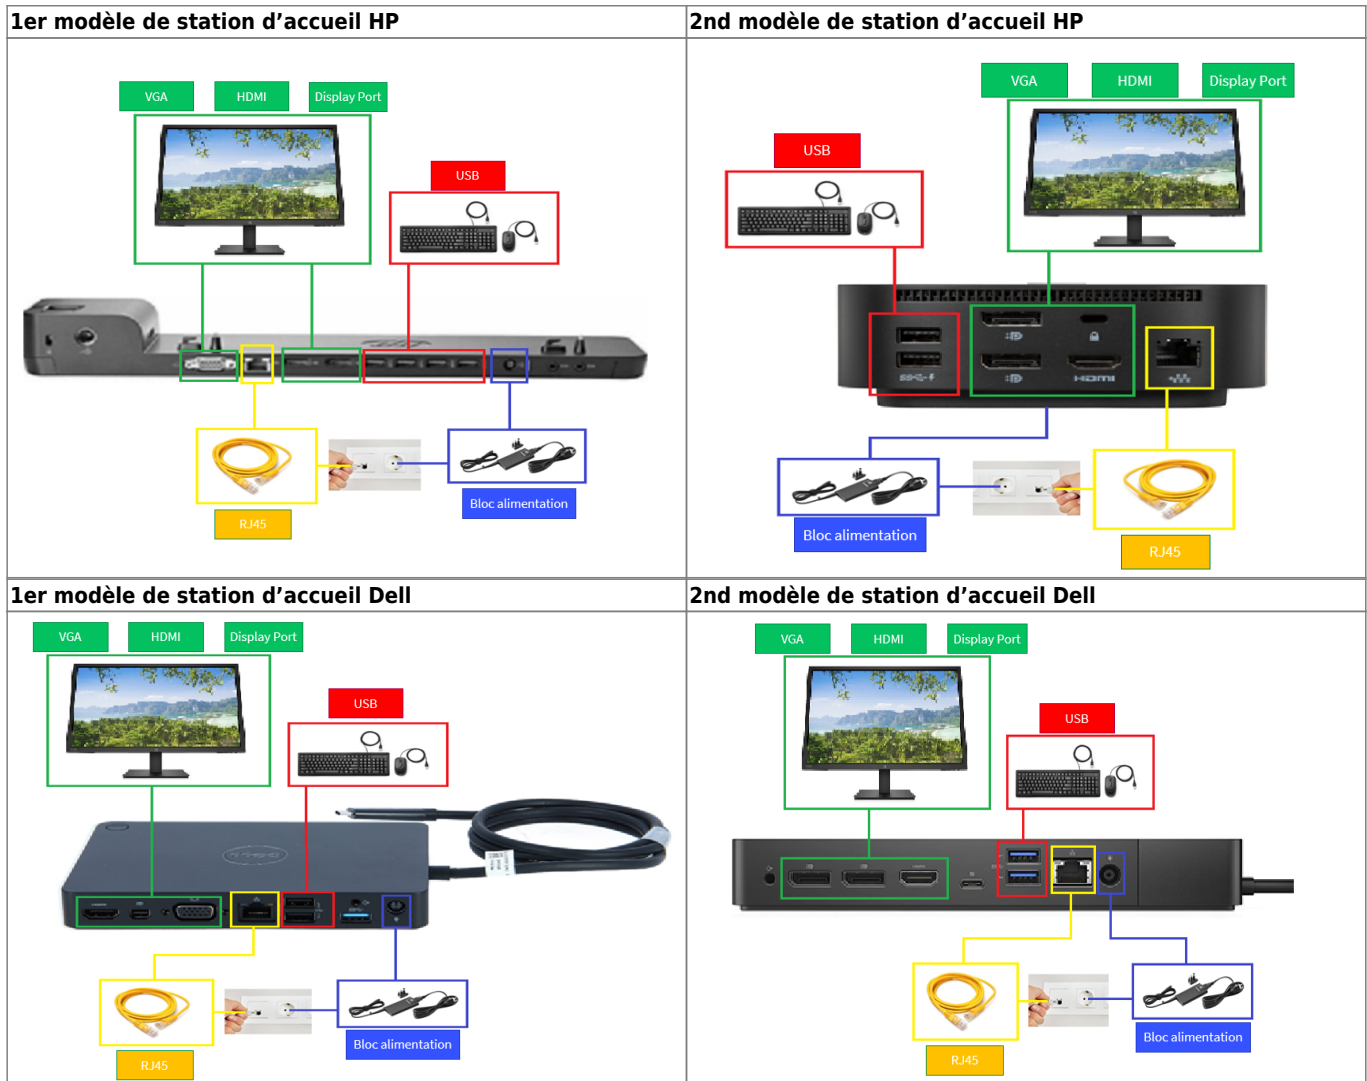 1er modèle de station d’accueil HP
2nd modèle de station d’accueil HP
VGA HDMI Display Port
USB
RJ45
Bloc alimentation
VGA HDMI Display Port
USB
HDMI
Bloc alimentation
RJ45
1er modèle de station d’accueil Dell
2nd modèle de station d’accueil Dell
VGA HDMI Display Port
USB
DELL
RJ45
Bloc alimentation
VGA HDMI Display Port
USB
RJ45
Bloc alimentation